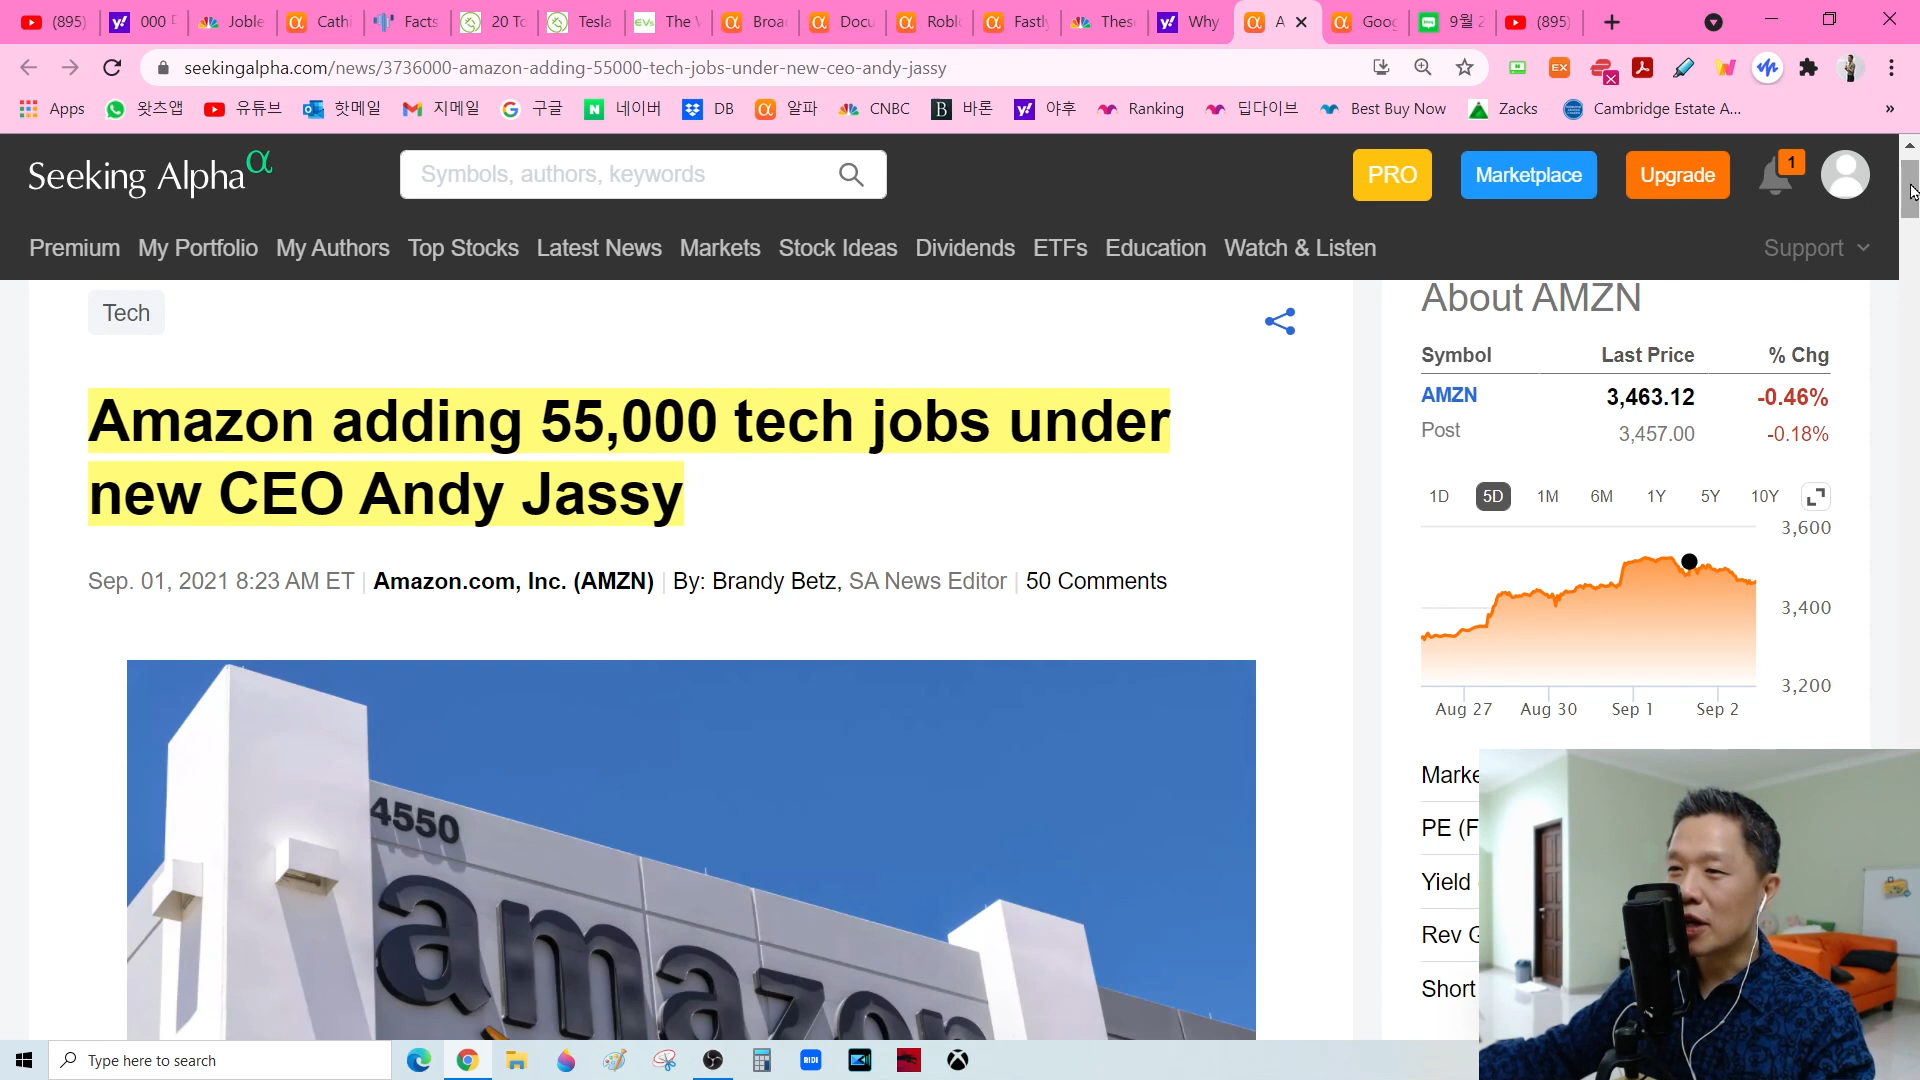 (895)
000
Joble
Cathi
Facts
20 To
Tesla
The V
Broa
Docu
Robl
Fastly
Thes
Why
A
Goog
9월 2
(895)
seekingalpha.com/news/3736000-amazon-adding-55000-tech-jobs-under-new-ceo-andy-jassy
Apps 왓츠앱 유튜브 핫메일 지메일 구글 네이버 DB 알파 CNBC 바론 야후 Ranking 딥다이브 Best Buy Now Zacks Cambridge Estate A... »
Seeking Alpha α
Symbols, authors, keywords
PRO
Marketplace
Upgrade
1
Premium My Portfolio My Authors Top Stocks Latest News Markets Stock Ideas Dividends ETFs Education Watch & Listen
Support
Tech
Amazon adding 55,000 tech jobs under
new CEO Andy Jassy
Sep. 01, 2021 8:23 AM ET | Amazon.com, Inc. (AMZN) | By: Brandy Betz, SA News Editor | 50 Comments
4550
amazon
About AMZN
Symbol Last Price % Chg
AMZN 3,463.12 -0.46%
Post 3,457.00 -0.18%
1D 5D 1M 6M 1Y 5Y 10Y
3,600
3,400
3,200
Aug 27 Aug 30 Sep 1 Sep 2
Marke
PE (F
Yield
Rev G
Short
Type here to search
RIDI